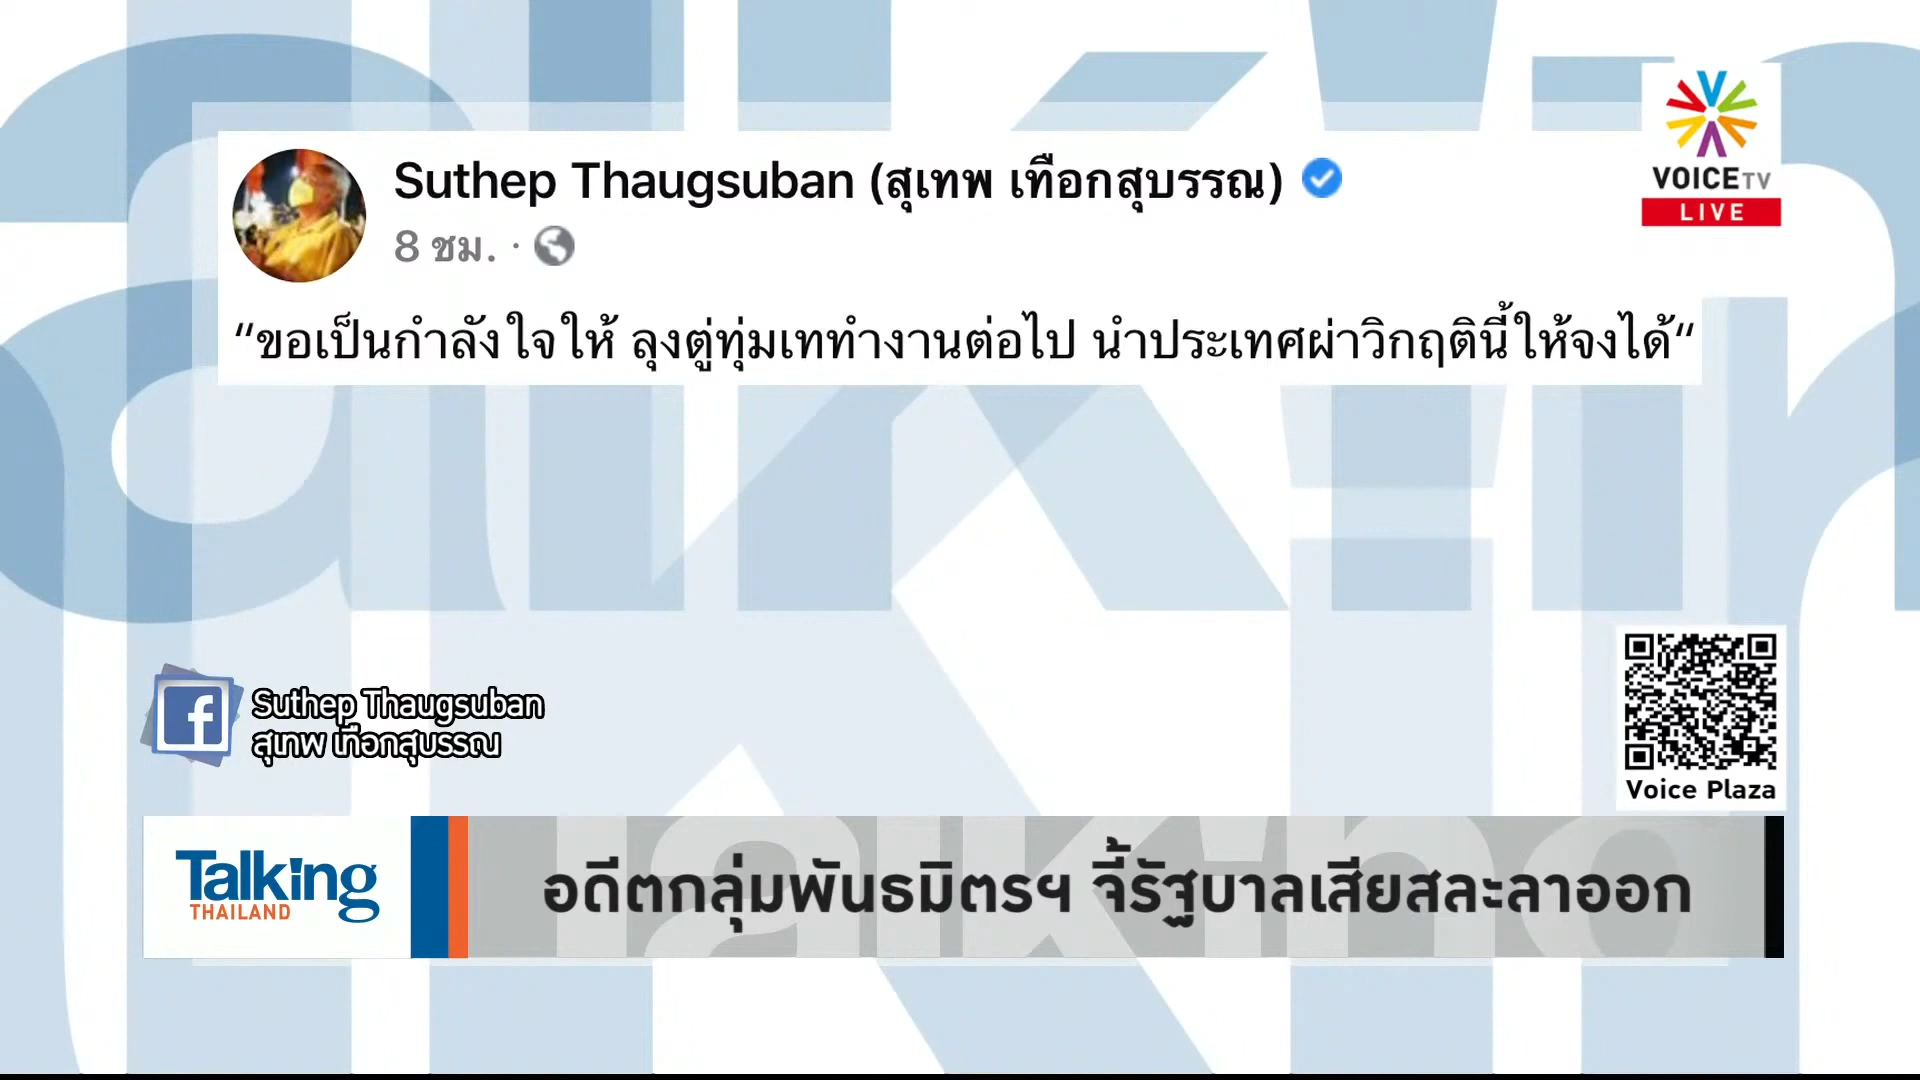 Suthep Thaugsuban (สุเทพ เทือกสุบรรณ)
8 ชม. ·
“ขอเป็นกำลังใจให้ ลุงตู่ทุ่มเททำงานต่อไป นำประเทศผ่าวิกฤตินี้ให้จงได้“
VOICE TV
LIVE
f Suthep Thaugsuban
สุเทพ เทือกสุบรรณ
Voice Plaza
Talking
THAILAND
อดีตกลุ่มพันธมิตรฯ จี้รัฐบาลเสียสละลาออก